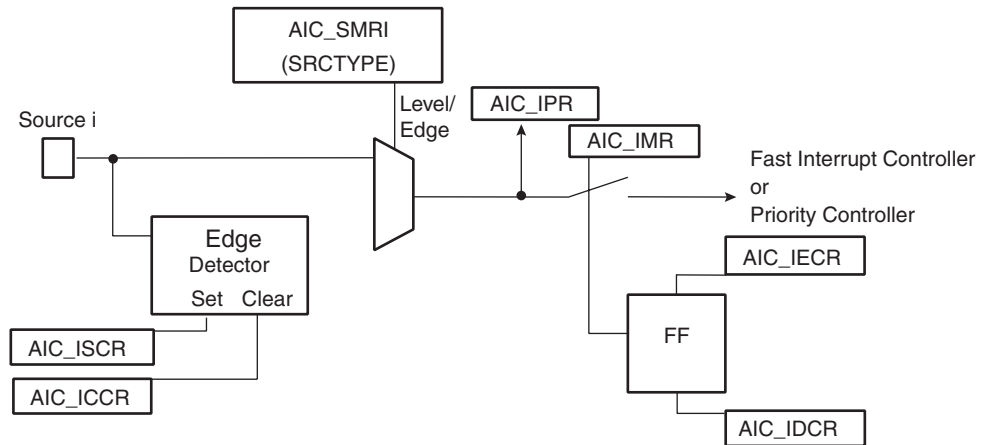 AIC_SMRI
(SRCTYPE)
Level/
Edge
AIC_IPR
AIC_IMR
Source i
Fast Interrupt Controller
or
Priority Controller
Edge
Detector
Set Clear
AIC_IECR
FF
AIC_ISCR
AIC_ICCR
AIC_IDCR